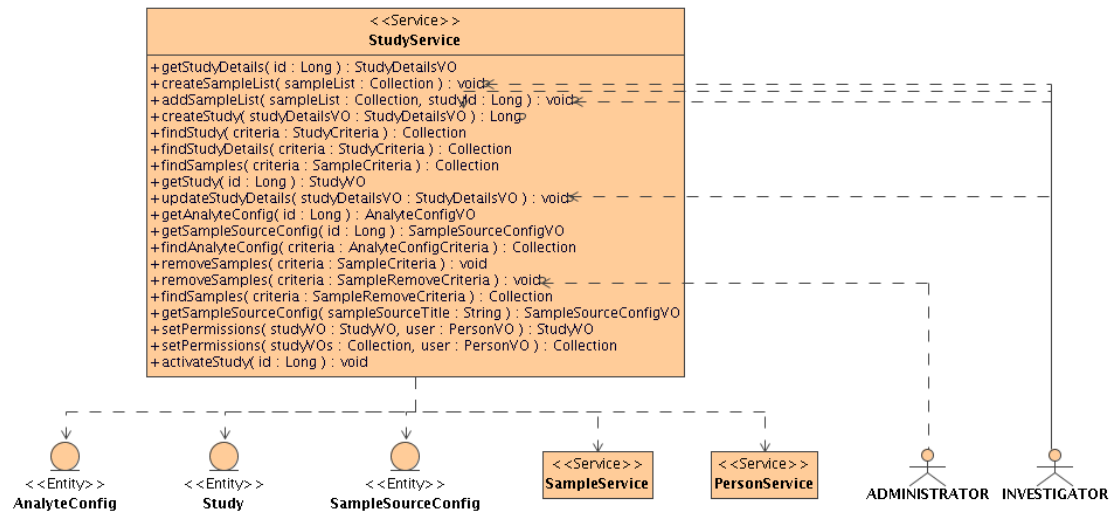 <<Service>>
StudyService
+getStudyDetails( id : Long ) : StudyDetailsVO
+createSampleList( sampleList : Collection ) : void
+addSampleList( sampleList : Collection, studyId : Long ) : void
+createStudy( studyDetailsVO : StudyDetailsVO ) : Long
+findStudy( criteria : StudyCriteria ) : Collection
+findStudyDetails( criteria : StudyCriteria ) : Collection
+findSamples( criteria : SampleCriteria ) : Collection
+getStudy( id : Long ) : StudyVO
+updateStudyDetails( studyDetailsVO : StudyDetailsVO ) : void
+getAnalyteConfig( id : Long ) : AnalyteConfigVO
+getSampleSourceConfig( id : Long ) : SampleSourceConfigVO
+findAnalyteConfig( criteria : AnalyteConfigCriteria ) : Collection
+removeSamples( criteria : SampleCriteria ) : void
+removeSamples( criteria : SampleRemoveCriteria ) : void
+findSamples( criteria : SampleRemoveCriteria ) : Collection
+getSampleSourceConfig( sampleSourceTitle : String ) : SampleSourceConfigVO
+setPermissions( studyVO : StudyVO, user : PersonVO ) : StudyVO
+setPermissions( studyVOs : Collection, user : PersonVO ) : Collection
+activateStudy( id : Long ) : void
<<Entity>>
AnalyteConfig
<<Entity>>
Study
<<Entity>>
SampleSourceConfig
<<Service>>
SampleService
<<Service>>
PersonService
ADMINISTRATOR
INVESTIGATOR